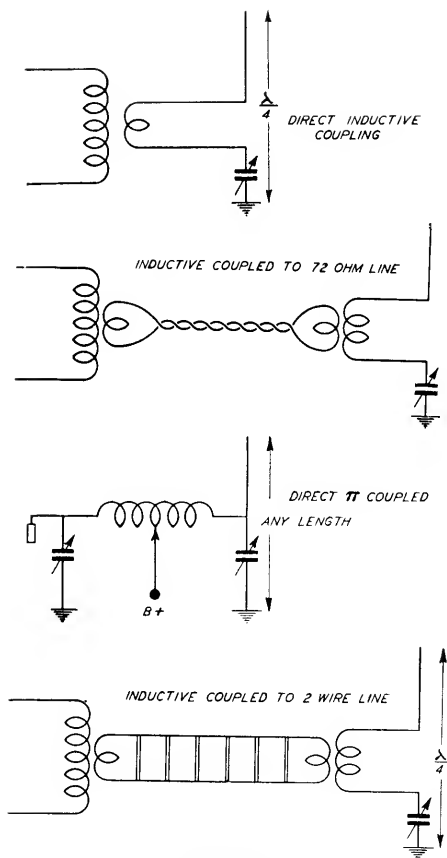 λ/4
DIRECT INDUCTIVE
COUPLING
INDUCTIVE COUPLED TO 72 OHM LINE
DIRECT π COUPLED
ANY LENGTH
B+
INDUCTIVE COUPLED TO 2 WIRE LINE
λ/4